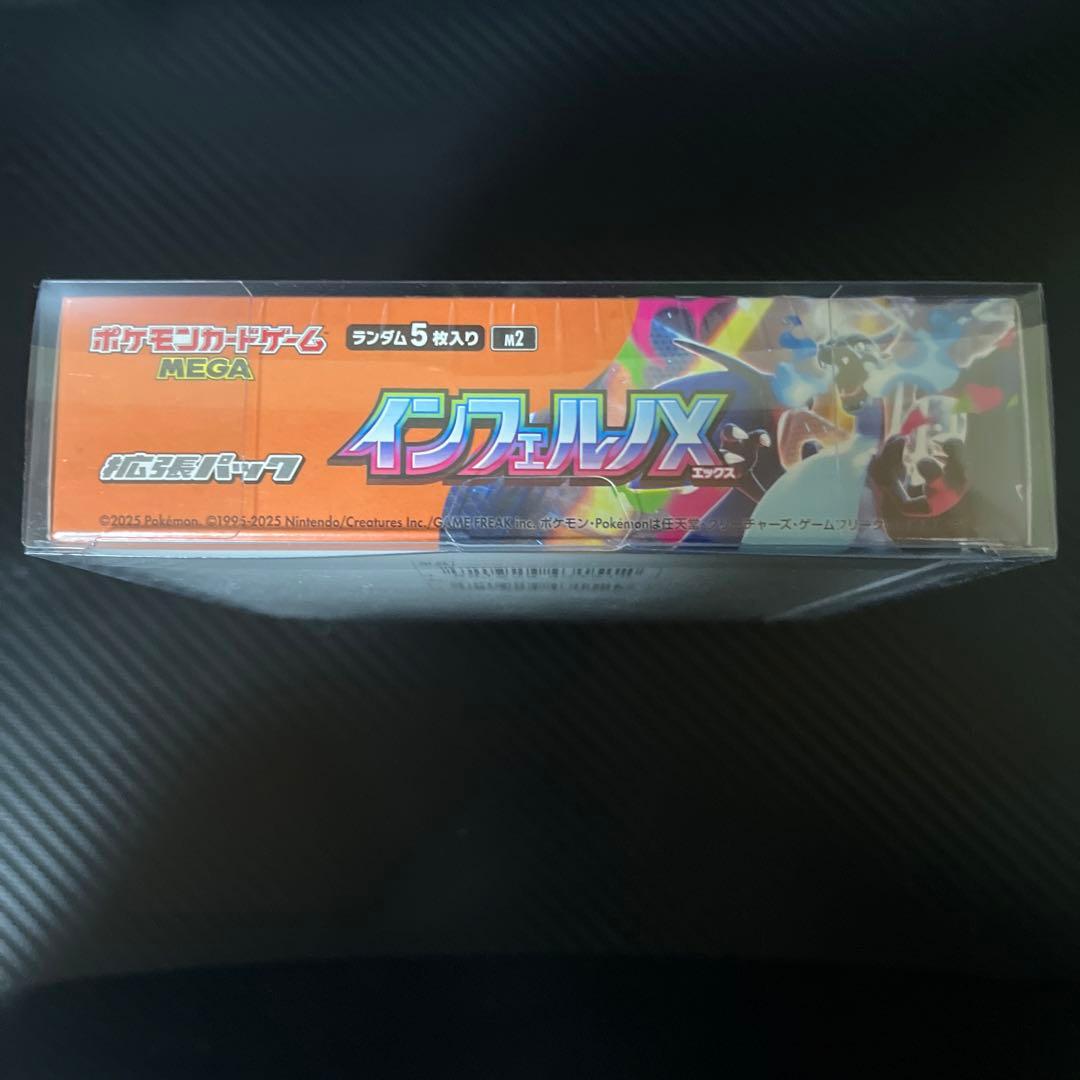 ポケモンカードゲーム
MEGA
ランダム5枚入り M2
インフェルノX
エックス
拡張パック
©2025 Pokémon. ©1995-2025 Nintendo/Creatures Inc./GAME FREAK inc. ポケモン・Pokémonは任天堂・クリーチャーズ・ゲームフリーク